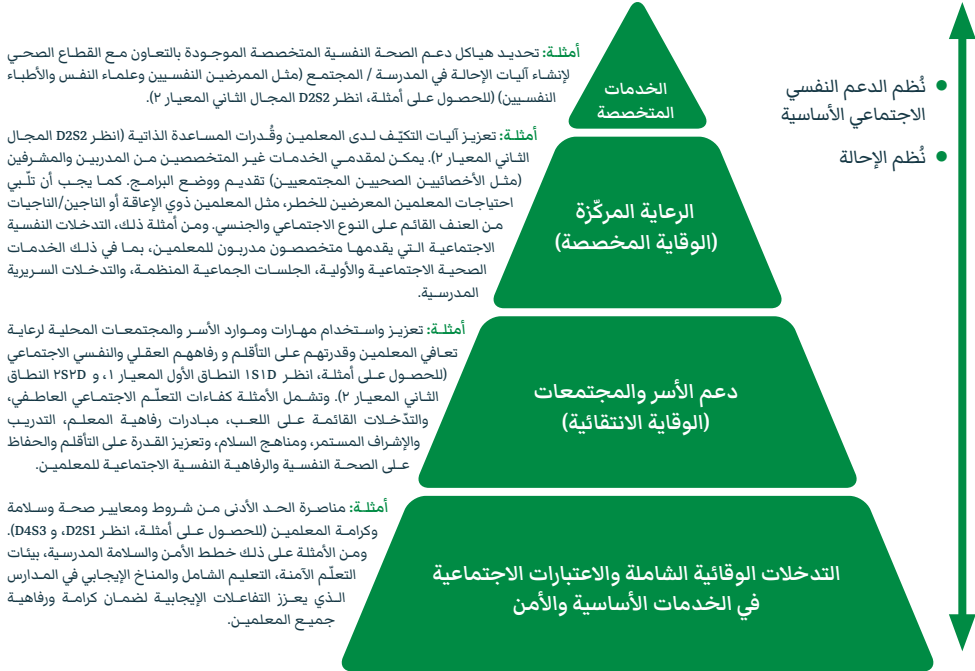 نُظم الدعم النفسي
الاجتماعي الأساسية
نُظم الإحالة
الخدمات
المتخصصة
أمثلة: تحديد هياكل دعم الصحة النفسية المتخصصة الموجودة بالتعاون مع القطاع الصحي
لإنشاء آليات الإحالة في المدرسة / المجتمع (مثل الممرضين النفسيين وعلماء النفس والأطباء
النفسيين) (للحصول على أمثلة، انظر D2S2 المجال الثاني المعيار ٢).
الرعاية المركّزة
(الوقاية المخصصة)
أمثلة: تعزيز آليات التكيّف لدى المعلمين وقُدرات المساعدة الذاتية (انظر D2S2 المجال
الثاني المعيار ٢). يمكن لمقدمي الخدمات غير المتخصصين من المدربين والمشرفين
(مثل الأخصائيين الصحيين المجتمعيين) تقديم ووضع البرامج. كما يجب أن تلّبي
احتياجات المعلمين المعرضين للخطر، مثل المعلمين ذوي الإعاقة أو الناجين/الناجيات
من العنف القائم على النوع الاجتماعي والجنسي. ومن أمثلة ذلك، التدخلات النفسية
الاجتماعية التي يقدمها متخصصون مدربون للمعلمين، بما في ذلك الخدمات
الصحية الاجتماعية والأولية، الجلسات الجماعية المنظمة، والتدخلات السريرية
المدرسية.
دعم الأسر والمجتمعات
(الوقاية الانتقائية)
أمثلة: تعزيز واستخدام مهارات وموارد الأسر والمجتمعات المحلية لرعاية
تعافي المعلمين وقدرتهم على التأقلم و رفاههم العقلي والنفسي الاجتماعي
(للحصول على أمثلة، انظر ١S١D النطاق الأول المعيار ١، و ٢S٢D النطاق
الثاني المعيار ٢). وتشمل الأمثلة كفاءات التعلّم الاجتماعي العاطفي،
والتدّخلات القائمة على اللعب، مبادرات رفاهية المعلم، التدريب
والإشراف المستمر، ومناهج السلام، وتعزيز القدرة على التأقلم والحفاظ
على الصحة النفسية والرفاهية النفسية الاجتماعية للمعلمين.
التدخلات الوقائية الشاملة والاعتبارات الاجتماعية
في الخدمات الأساسية والأمن
أمثلة: مناصرة الحد الأدنى من شروط ومعايير صحة وسلامة
وكرامة المعلمين (للحصول على أمثلة، انظر D2S1، و D4S3).
ومن الأمثلة على ذلك خطط الأمن والسلامة المدرسية، بيئات
التعلّم الآمنة، التعليم الشامل والمناخ الإيجابي في المدارس
الذي يعزز التفاعلات الإيجابية لضمان كرامة ورفاهية
جميع المعلمين.